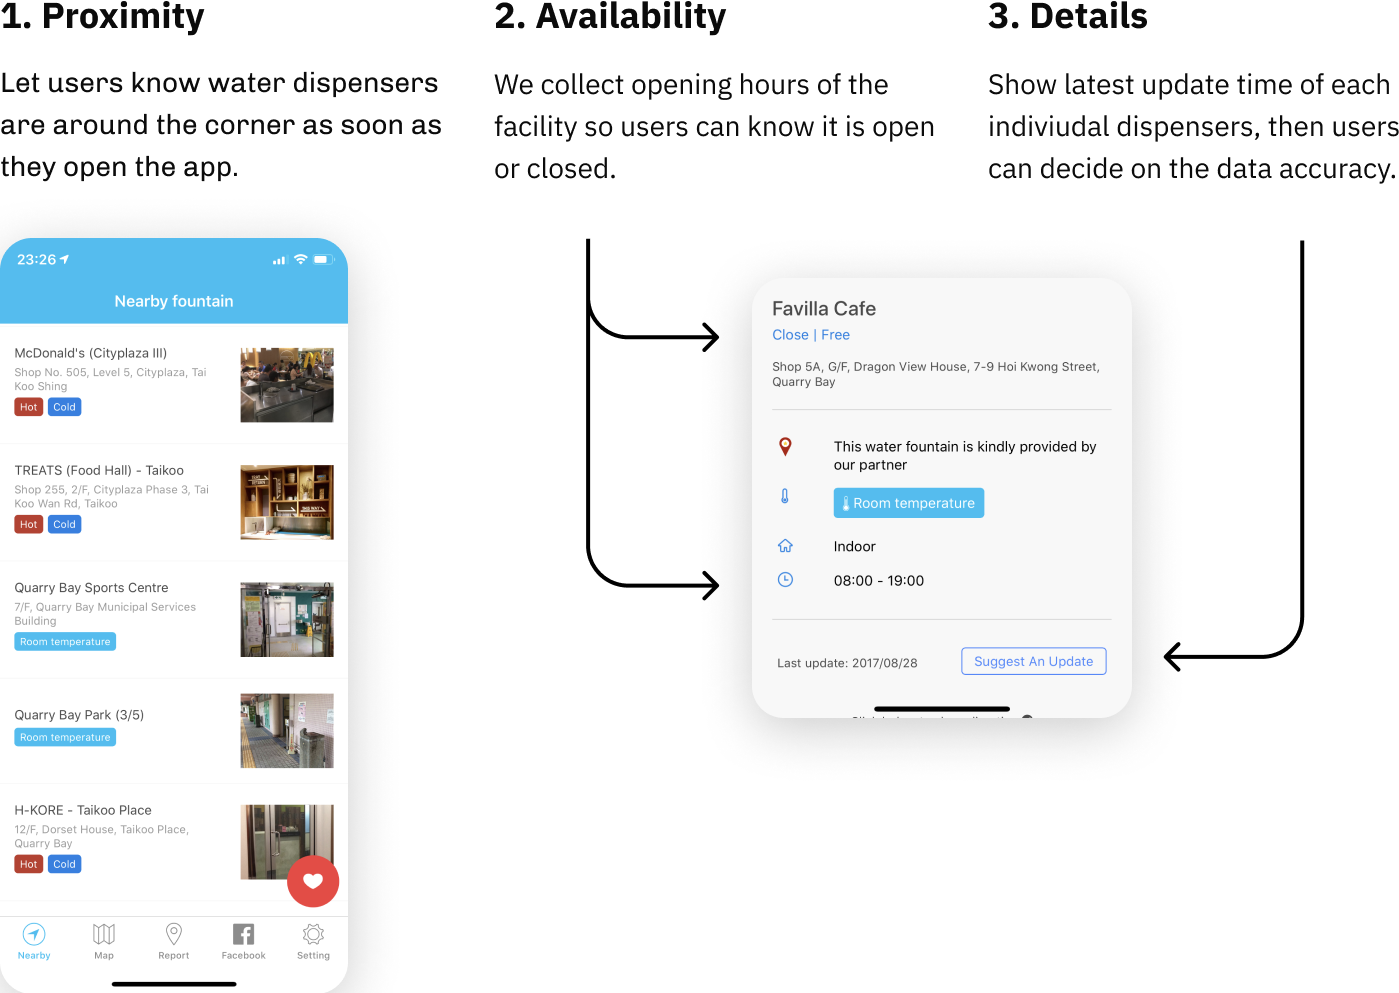 1. Proximity
Let users know water dispensers
are around the corner as soon as
they open the app.
2. Availability
We collect opening hours of the
facility so users can know it is open
or closed.
3. Details
Show latest update time of each
indiviudal dispensers, then users
can decide on the data accuracy.
23:26
Nearby fountain
McDonald's (Cityplaza III)
Shop No. 505, Level 5, Cityplaza, Tai
Koo Shing
Hot Cold
TREATS (Food Hall) - Taikoo
Shop 255, 2/F, Cityplaza Phase 3, Tai
Koo Wan Rd, Taikoo
Hot Cold
Quarry Bay Sports Centre
7/F, Quarry Bay Municipal Services
Building
Room temperature
Quarry Bay Park (3/5)
Room temperature
H-KORE - Taikoo Place
12/F, Dorset House, Taikoo Place,
Quarry Bay
Hot Cold
Nearby Map Report Facebook Setting
Favilla Cafe
Close | Free
Shop 5A, G/F, Dragon View House, 7-9 Hoi Kwong Street,
Quarry Bay
This water fountain is kindly provided by
our partner
Room temperature
Indoor
08:00 - 19:00
Last update: 2017/08/28
Suggest An Update